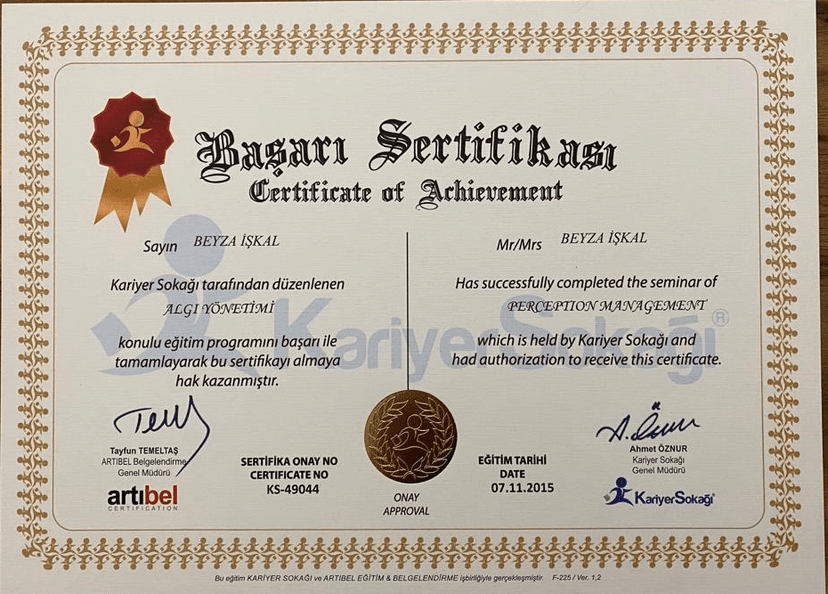 Başarı Sertifikası
Certificate of Achievement
Sayın BEYZA İŞKAL
Kariyer Sokağı tarafından düzenlenen
ALGI YÖNETİMİ
konulu eğitim programını başarı ile
tamamlayarak bu sertifikayı almaya
hak kazanmıştır.
Mr/Mrs BEYZA İŞKAL
Has successfully completed the seminar of
PERCEPTION MANAGEMENT
which is held by Kariyer Sokağı and
had authorization to receive this certificate.
KariyerSokağı®
Tayfun TEMELTAŞ
ARTIBEL Belgelendirme
Genel Müdürü
artıbel
CERTIFICATION
SERTİFİKA ONAY NO
CERTIFICATE NO
KS-49044
ONAY
APPROVAL
EĞİTİM TARİHİ
DATE
07.11.2015
Ahmet ÖZNUR
Kariyer Sokağı
Genel Müdürü
KariyerSokağı
Bu eğitim KARİYER SOKAĞI ve ARTIBEL EĞİTİM & BELGELENDİRME işbirliğiyle gerçekleşmiştir. F-225 / Ver. 1,2